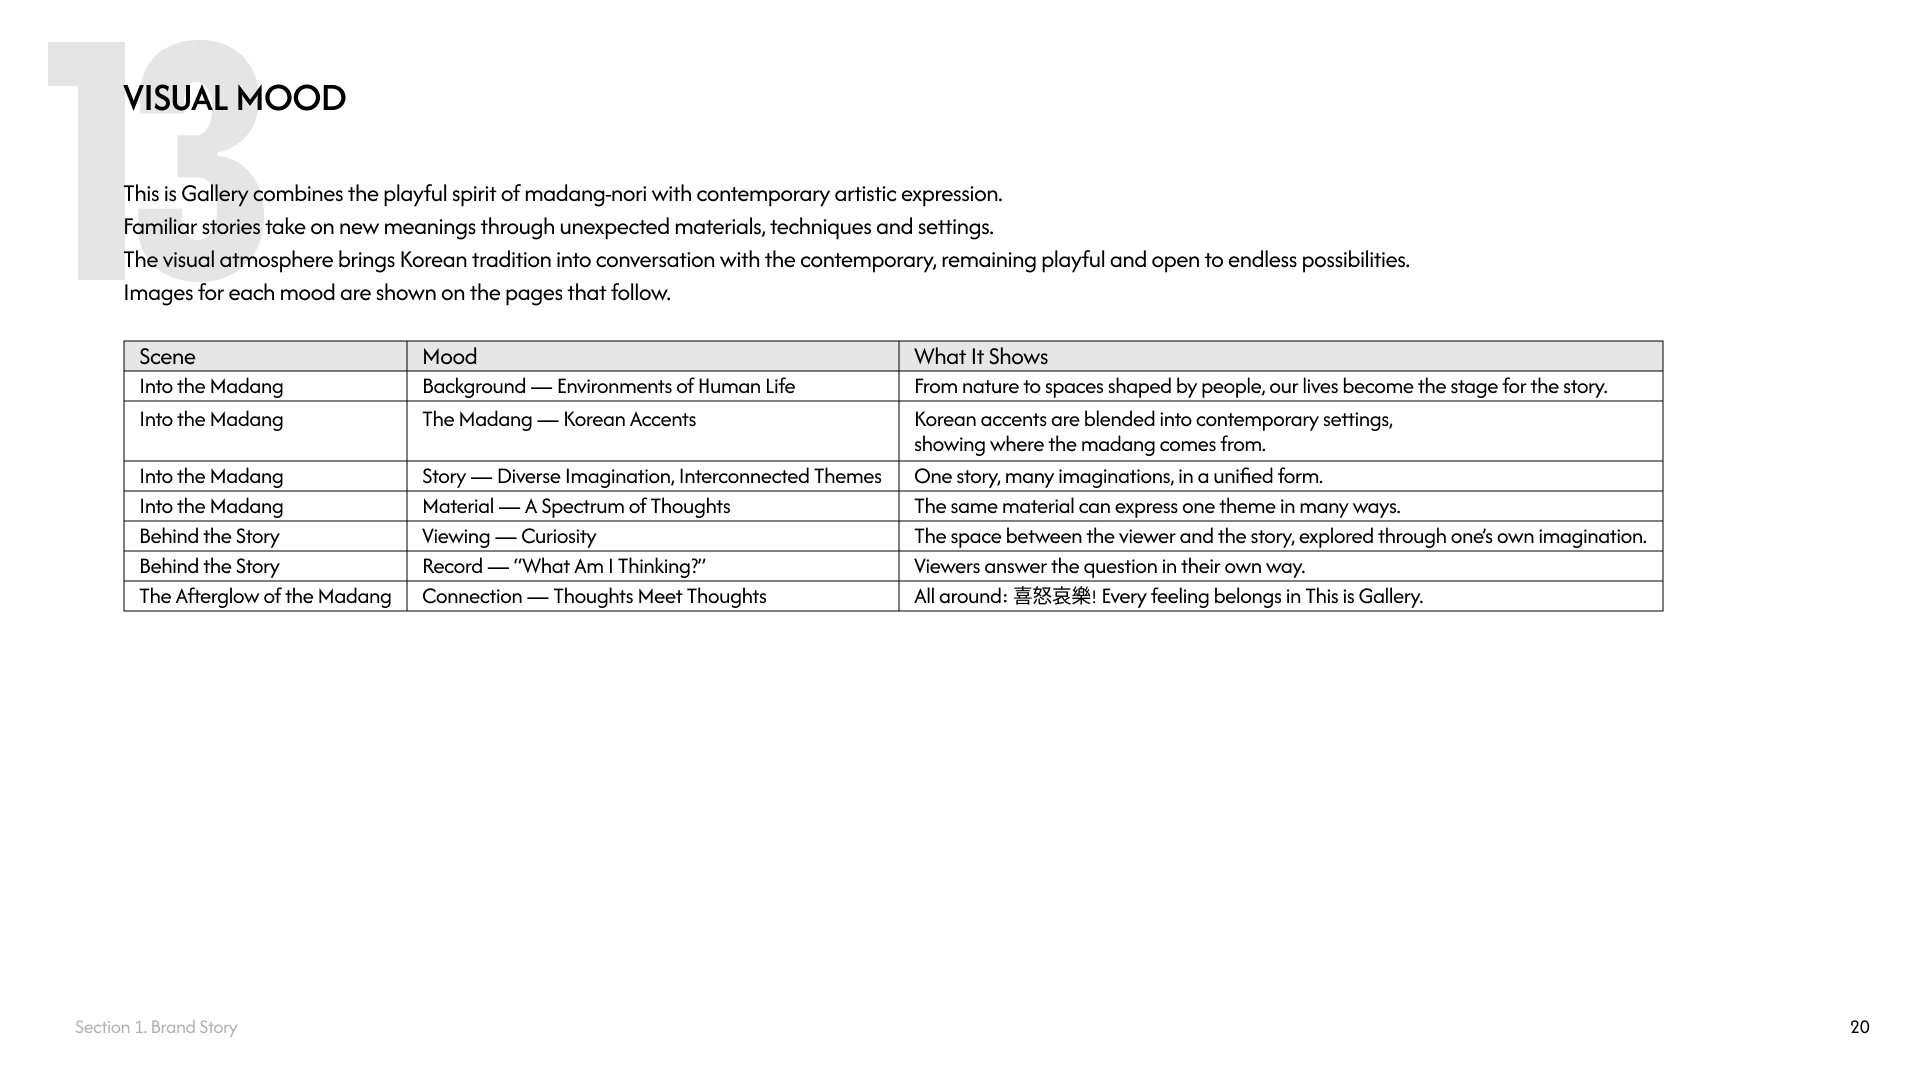 13
VISUAL MOOD
This is Gallery combines the playful spirit of madang-nori with contemporary artistic expression.
Familiar stories take on new meanings through unexpected materials, techniques and settings.
The visual atmosphere brings Korean tradition into conversation with the contemporary, remaining playful and open to endless possibilities.
Images for each mood are shown on the pages that follow.
Scene Mood What It Shows
Into the Madang Background — Environments of Human Life From nature to spaces shaped by people, our lives become the stage for the story.
Into the Madang The Madang — Korean Accents Korean accents are blended into contemporary settings,
showing where the madang comes from.
Into the Madang Story — Diverse Imagination, Interconnected Themes One story, many imaginations, in a unified form.
Into the Madang Material — A Spectrum of Thoughts The same material can express one theme in many ways.
Behind the Story Viewing — Curiosity The space between the viewer and the story, explored through one’s own imagination.
Behind the Story Record — “What Am I Thinking?” Viewers answer the question in their own way.
The Afterglow of the Madang Connection — Thoughts Meet Thoughts All around: 喜怒哀樂! Every feeling belongs in This is Gallery.
Section 1. Brand Story
20